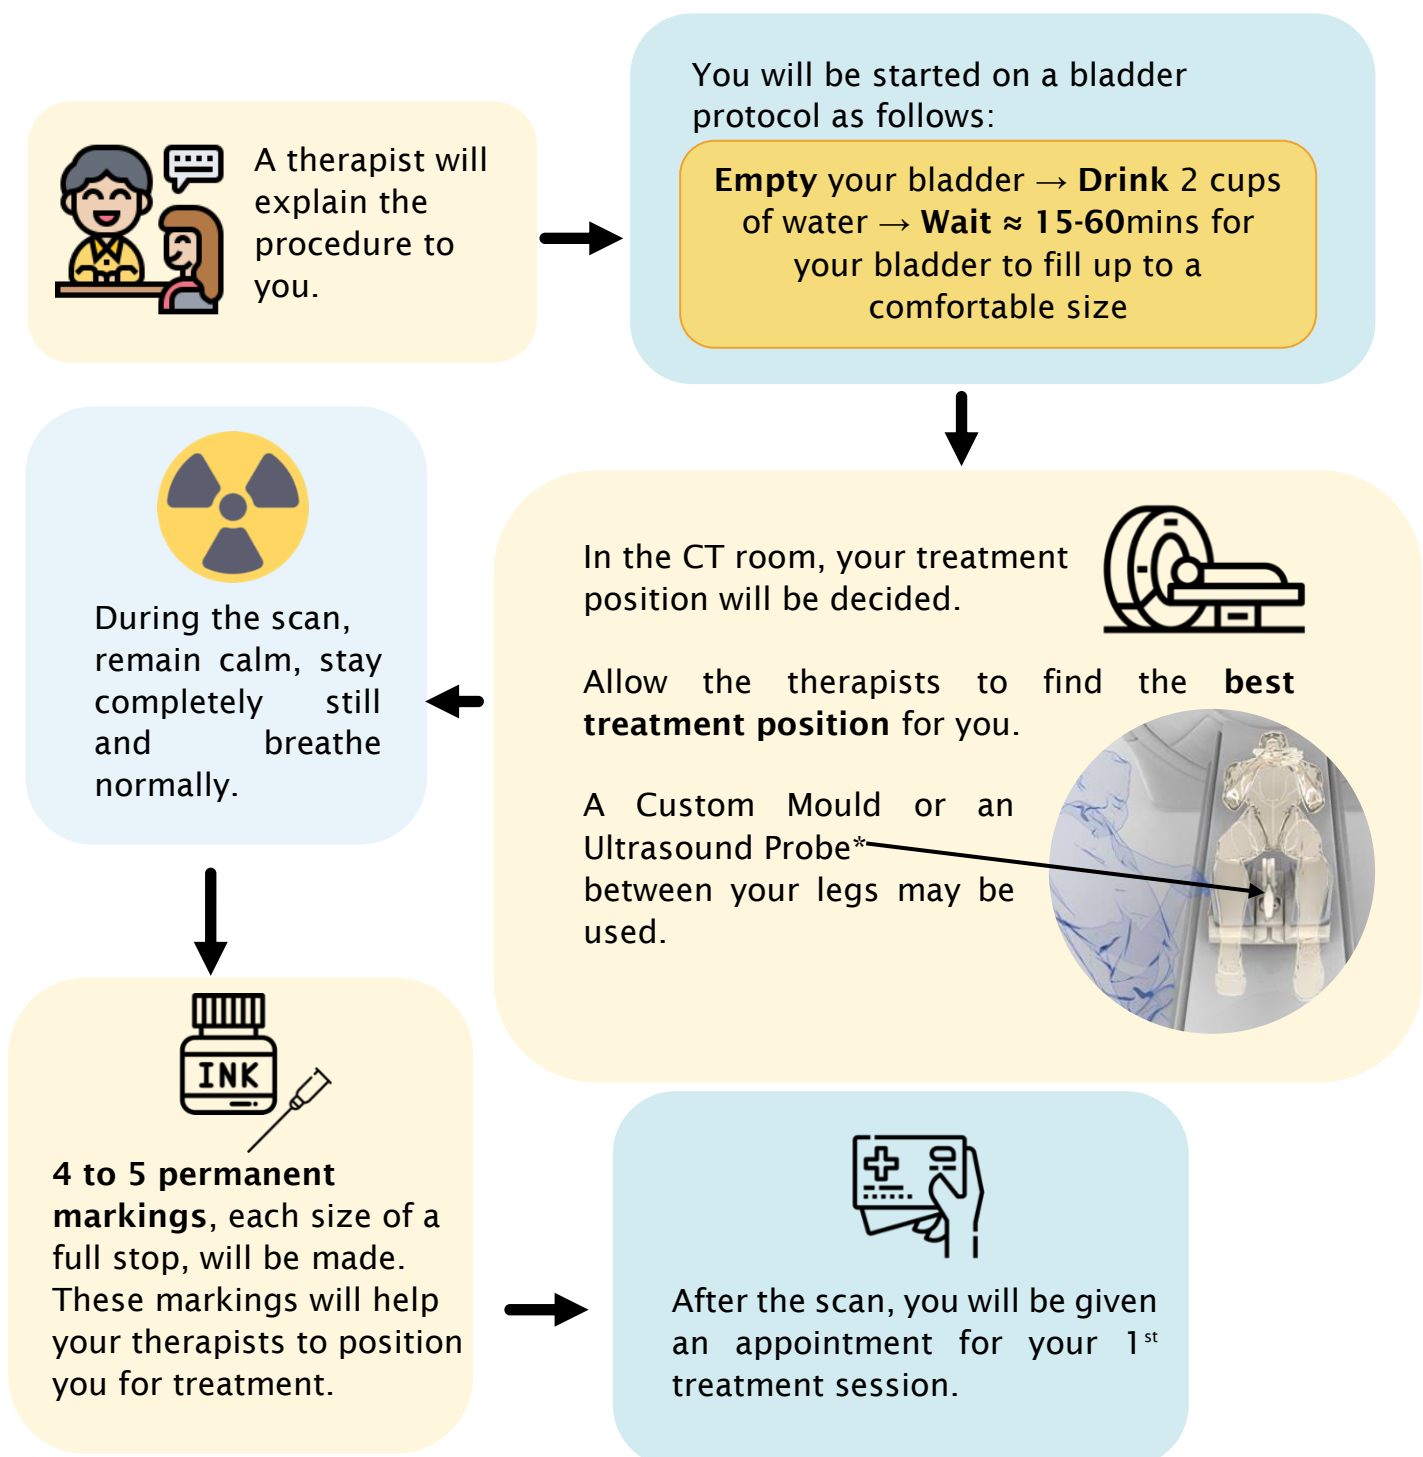 A therapist will
explain the
procedure to
you.
You will be started on a bladder
protocol as follows:
Empty your bladder → Drink 2 cups
of water → Wait ≈ 15-60mins for
your bladder to fill up to a
comfortable size
In the CT room, your treatment
position will be decided.
Allow the therapists to find the best
treatment position for you.
A Custom Mould or an
Ultrasound Probe*
between your legs may be
used.
During the scan,
remain calm, stay
completely still
and breathe
normally.
INK
4 to 5 permanent
markings, each size of a
full stop, will be made.
These markings will help
your therapists to position
you for treatment.
After the scan, you will be given
an appointment for your 1st
treatment session.